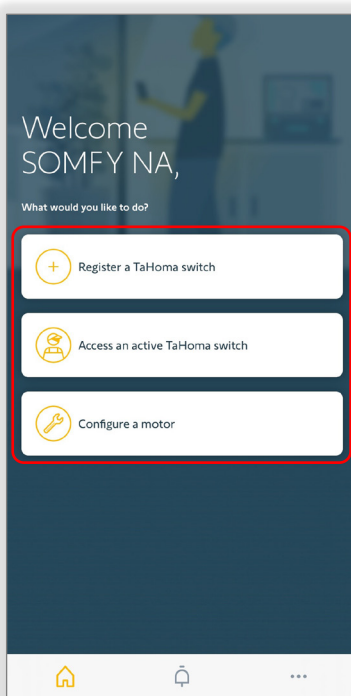 Welcome
SOMFY NA,
What would you like to do?
Register a TaHoma switch
Access an active TaHoma switch
Configure a motor